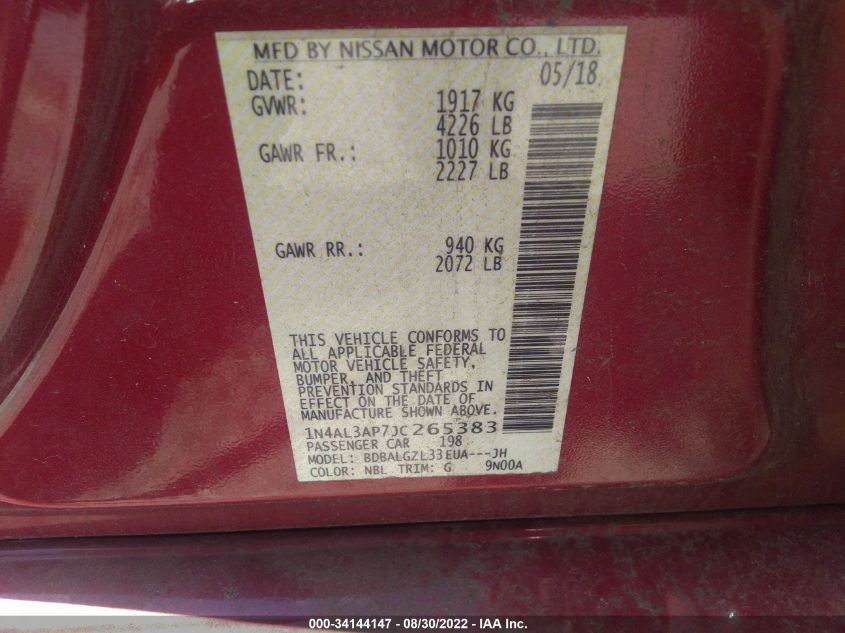 MFD BY NISSAN MOTOR CO., LTD.
DATE: 05/18
GVWR: 1917 KG
4226 LB
GAWR FR.: 1010 KG
2227 LB
GAWR RR.: 940 KG
2072 LB
THIS VEHICLE CONFORMS TO
ALL APPLICABLE FEDERAL
MOTOR VEHICLE SAFETY,
BUMPER, AND THEFT
PREVENTION STANDARDS IN
EFFECT ON THE DATE OF
MANUFACTURE SHOWN ABOVE.
1N4AL3AP7JC265383
PASSENGER CAR 198
MODEL: BDBALGZL33EUA---JH
COLOR: NBL TRIM: G 9N00A
000-34144147 - 08/30/2022 - IAA Inc.